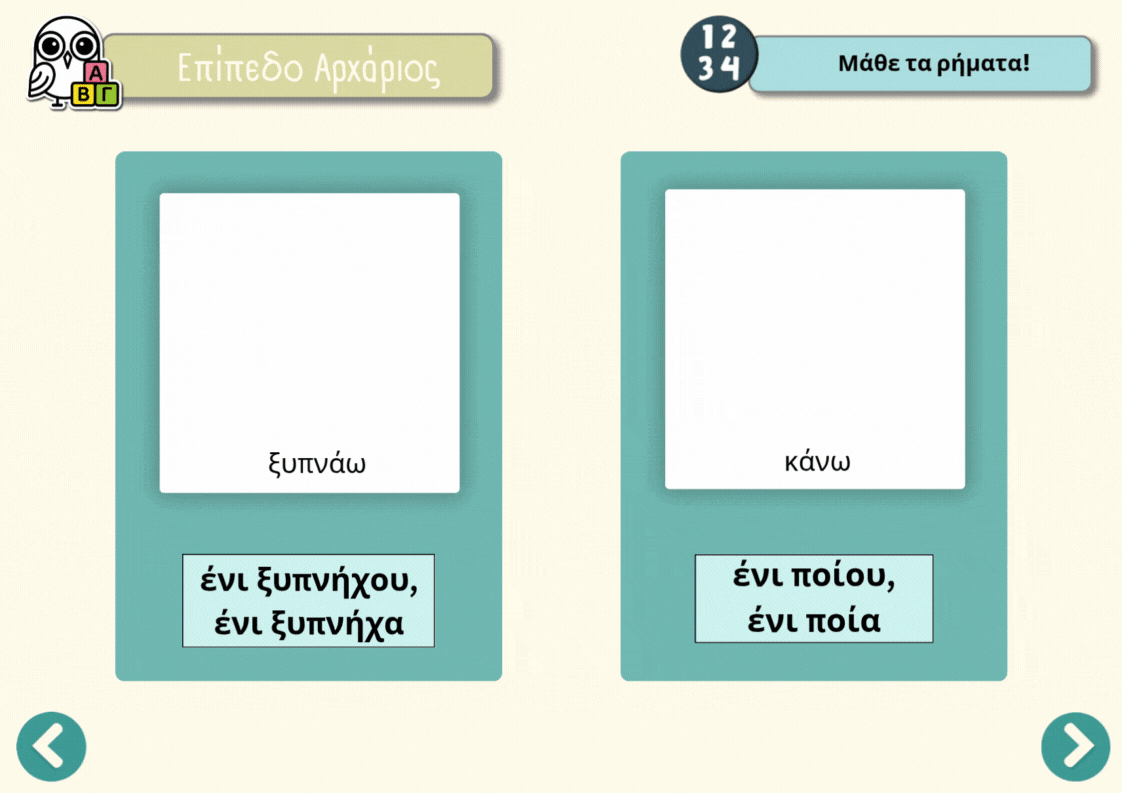 Α
Β Γ
Επίπεδο Αρχάριος
1 2
3 4
Μάθε τα ρήματα!
ξυπνάω
ένι ξυπνήχου,
ένι ξυπνήχα
κάνω
ένι ποίου,
ένι ποία